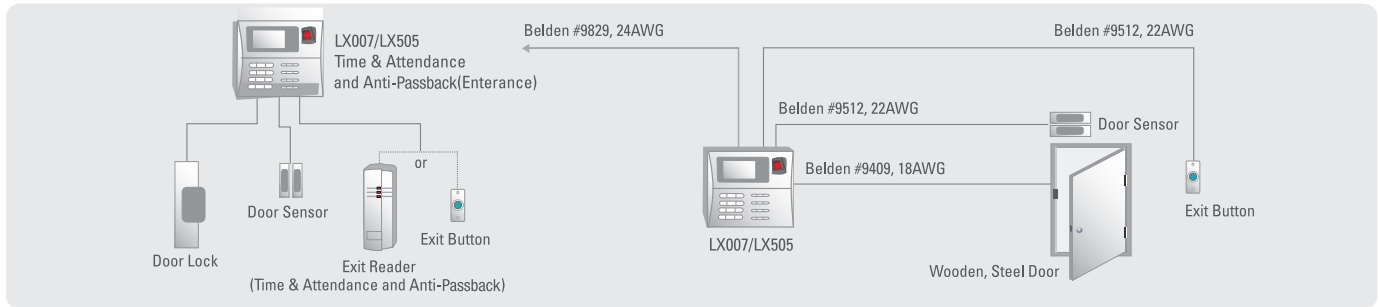 LX007/LX505
Time & Attendance
and Anti-Passback(Enterance)
or
Door Lock
Door Sensor
Exit Reader
(Time & Attendance and Anti-Passback)
Exit Button
Belden #9829, 24AWG
Belden #9512, 22AWG
Belden #9512, 22AWG
Door Sensor
Belden #9409, 18AWG
LX007/LX505
Wooden, Steel Door
Exit Button